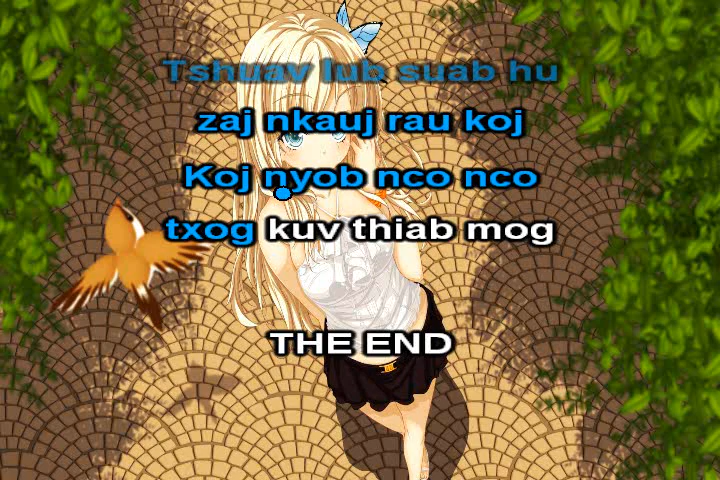 Tshuav lub suab hu
zaj nkauj rau koj
Koj nyob nco nco
txog kuv thiab mog
THE END